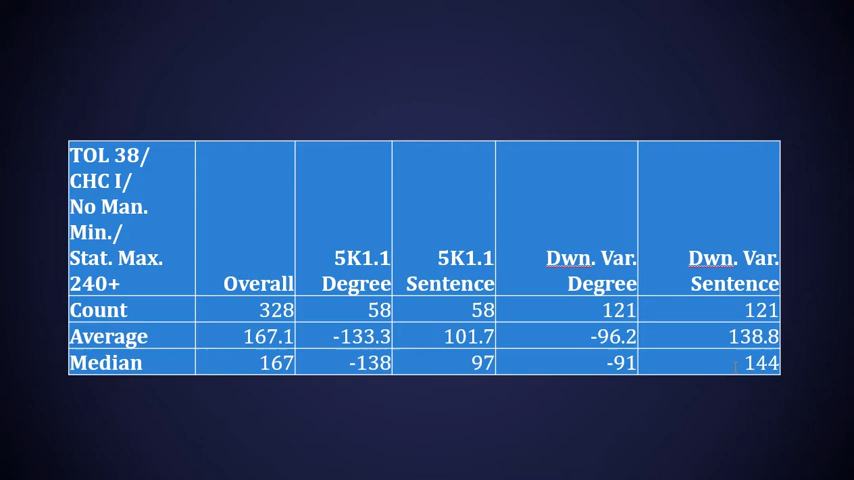 TOL 38/
CHC I/
No Man.
Min./
Stat. Max. 5K1.1 5K1.1 Dwn. Var. Dwn. Var.
240+ Overall Degree Sentence Degree Sentence
Count 328 58 58 121 121
Average 167.1 -133.3 101.7 -96.2 138.8
Median 167 -138 97 -91 144